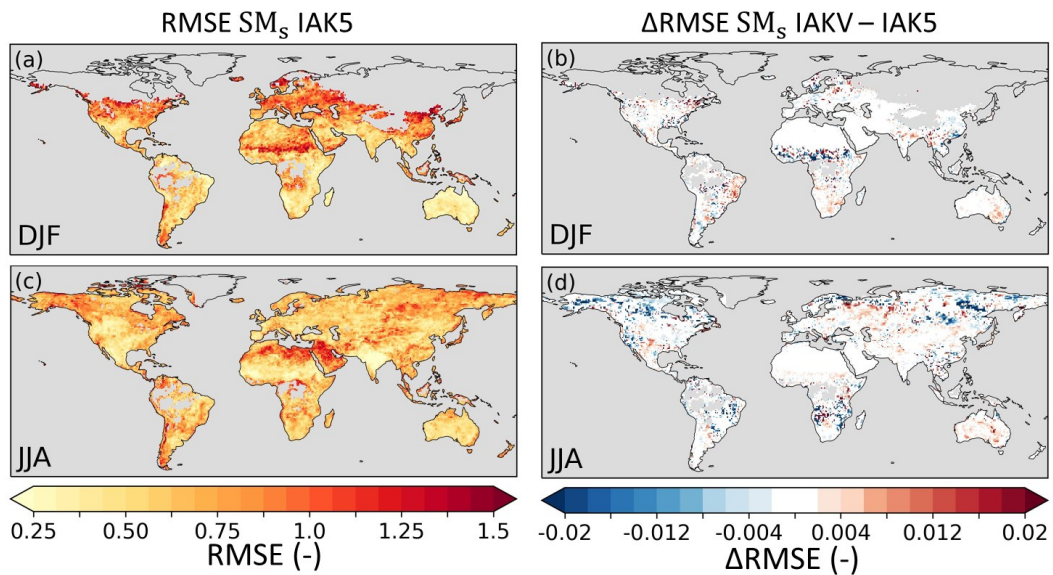 RMSE SMs IAK5
ΔRMSE SMs IAKV – IAK5
(a)
DJF
(b)
DJF
(c)
JJA
(d)
JJA
0.25 0.50 0.75 1.0 1.25 1.5
RMSE (-)
-0.02 -0.012 -0.004 0.004 0.012 0.02
ΔRMSE (-)